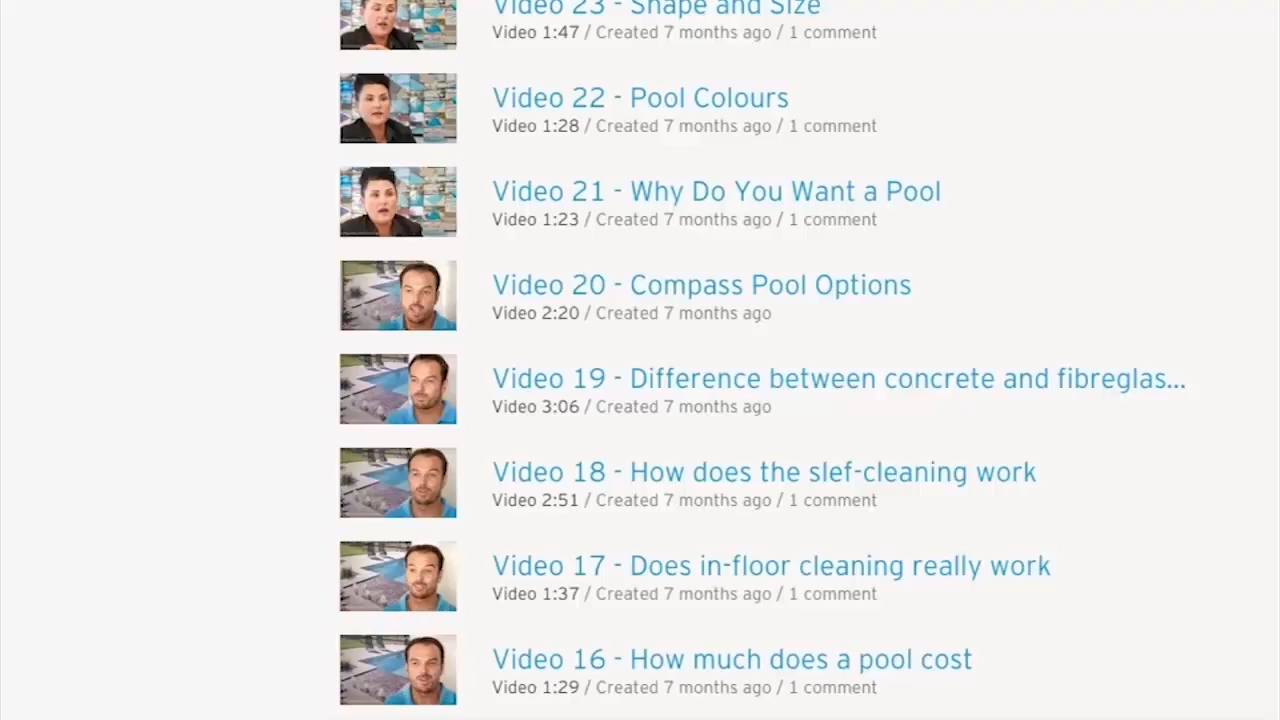 Video 23 - Shape and Size
Video 1:47 / Created 7 months ago / 1 comment
Video 22 - Pool Colours
Video 1:28 / Created 7 months ago / 1 comment
Video 21 - Why Do You Want a Pool
Video 1:23 / Created 7 months ago / 1 comment
Video 20 - Compass Pool Options
Video 2:20 / Created 7 months ago
Video 19 - Difference between concrete and fibreglas...
Video 3:06 / Created 7 months ago
Video 18 - How does the slef-cleaning work
Video 2:51 / Created 7 months ago / 1 comment
Video 17 - Does in-floor cleaning really work
Video 1:37 / Created 7 months ago / 1 comment
Video 16 - How much does a pool cost
Video 1:29 / Created 7 months ago / 1 comment